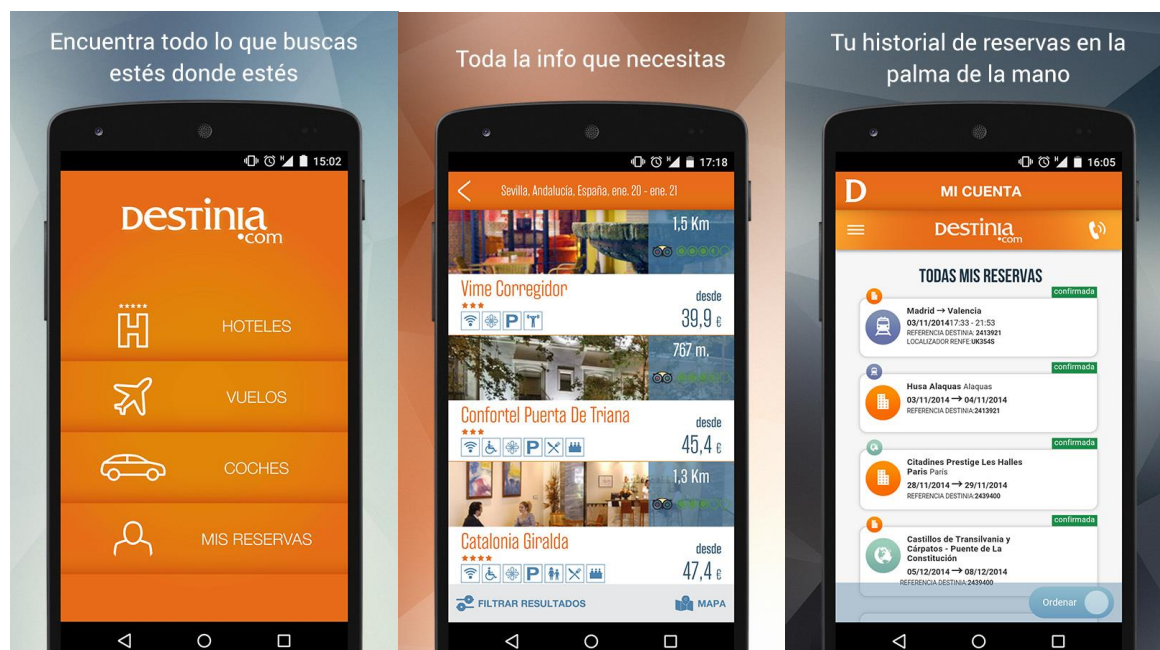 Encuentra todo lo que buscas
estés donde estés
15:02
Destinia
.com
HOTELES
VUELOS
COCHES
MIS RESERVAS
Toda la info que necesitas
17:18
Sevilla, Andalucía, España, ene. 20 - ene. 21
1,5 Km
Vime Corregidor
desde
P
39,9 €
767 m.
Confortel Puerta De Triana
desde
P
45,4 €
1,3 Km
Catalonia Giralda
desde
P
47,4 €
FILTRAR RESULTADOS
MAPA
Tu historial de reservas en la
palma de la mano
16:05
D
MI CUENTA
Destinia
.com
TODAS MIS RESERVAS
confirmada
Madrid → Valencia
03/11/201417:33 - 21:53
REFERENCIA DESTINIA:2413921
LOCALIZADOR RENFE:UK354S
confirmada
Husa Alaquas Alaquas
03/11/2014 → 04/11/2014
REFERENCIA DESTINIA:2413921
confirmada
Citadines Prestige Les Halles
Paris París
28/11/2014 → 29/11/2014
REFERENCIA DESTINIA:2439400
confirmada
Castillos de Transilvania y
Cárpatos - Puente de La
Constitución
05/12/2014 → 08/12/2014
REFERENCIA DESTINIA:2439400
Ordenar